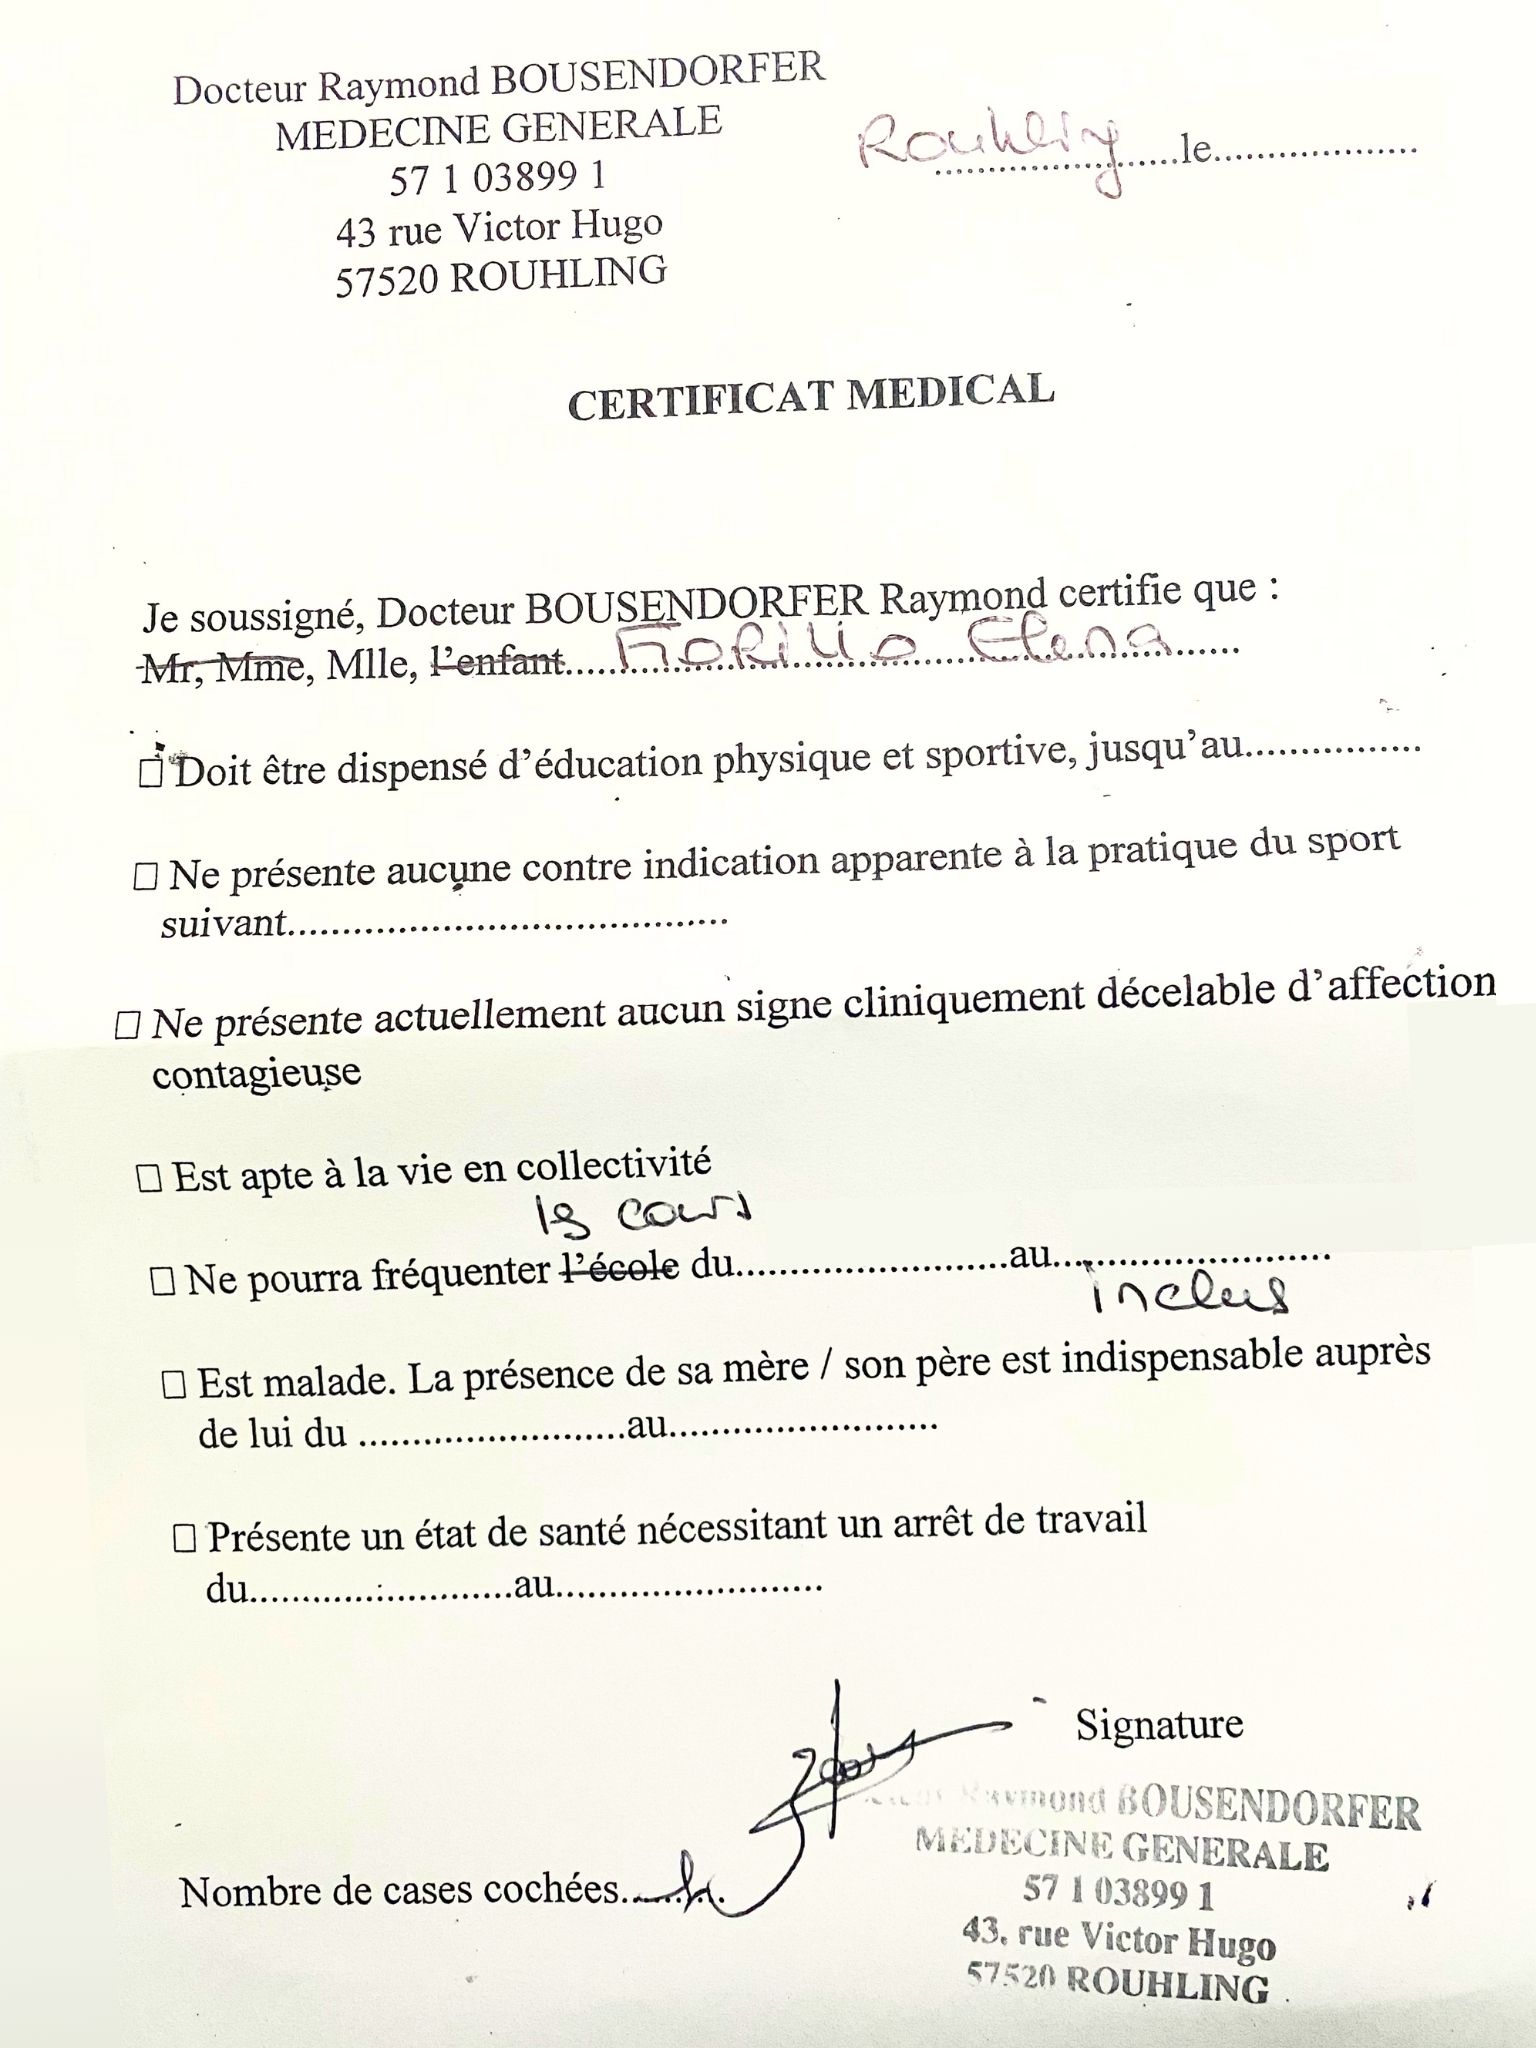 Docteur Raymond BOUSENDORFER
MEDECINE GENERALE
57 1 03899 1
43 rue Victor Hugo
57520 ROUHLING
Rouhling le...................
CERTIFICAT MEDICAL
Je soussigné, Docteur BOUSENDORFER Raymond certifie que :
Mr, Mme, Mlle, l'enfant.......Fiorillo Elena......
□ Doit être dispensé d'éducation physique et sportive, jusqu'au................
□ Ne présente aucune contre indication apparente à la pratique du sport
suivant........................................
□ Ne présente actuellement aucun signe cliniquement décelable d'affection
contagieuse
□ Est apte à la vie en collectivité
les cours
□ Ne pourra fréquenter l'école du.........................au.........................
inclus
□ Est malade. La présence de sa mère / son père est indispensable auprès
de lui du .........................au.........................
□ Présente un état de santé nécessitant un arrêt de travail
du.........................au.........................
Signature
Raymond BOUSENDORFER
MEDECINE GENERALE
57 1 03899 1
43, rue Victor Hugo
57520 ROUHLING
Nombre de cases cochées.........